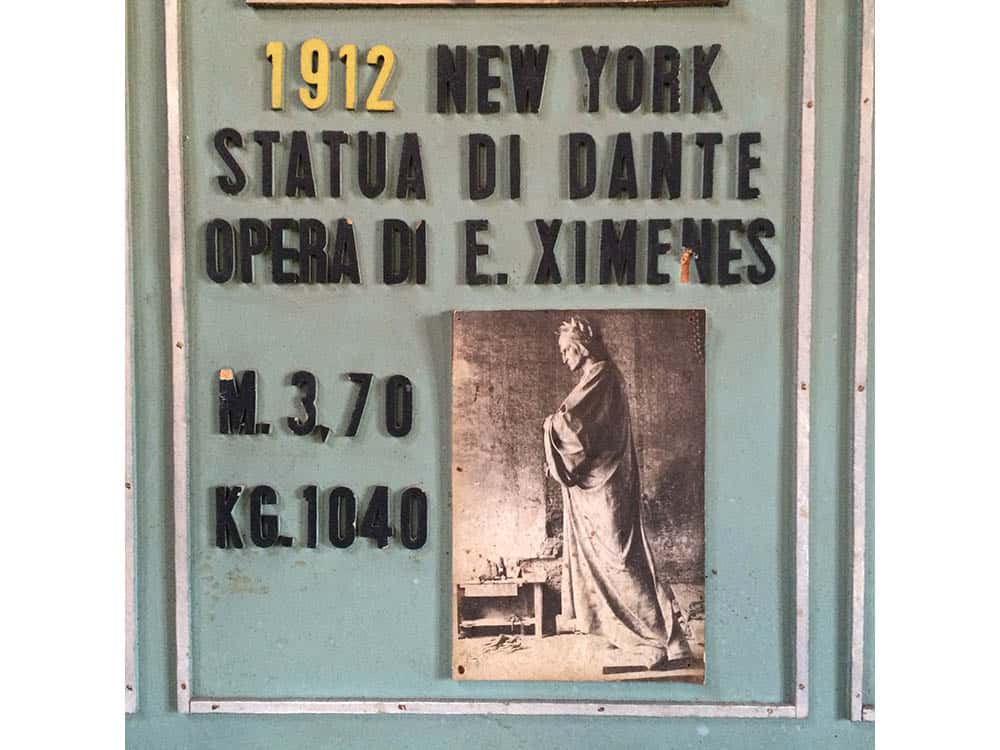 1912 NEW YORK
STATUA DI DANTE
OPERA DI E. XIMENES
M. 3,70
KG. 1040